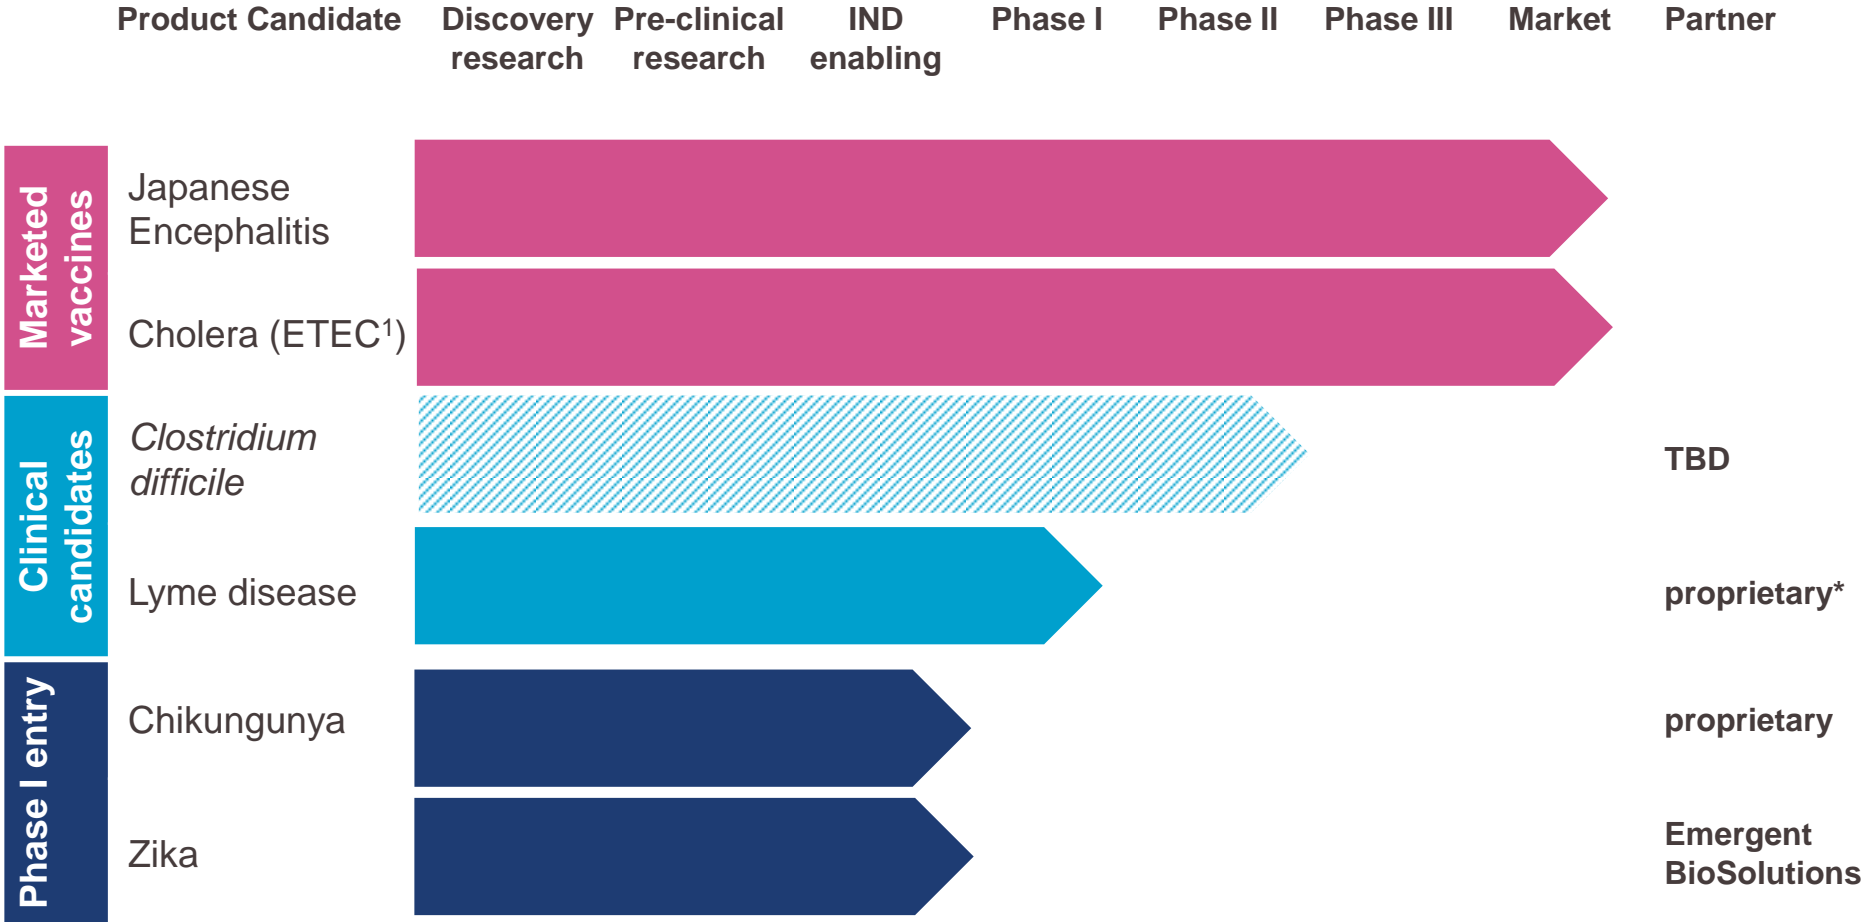 Product Candidate
Discovery
research
Pre-clinical
research
IND
enabling
Phase I
Phase II
Phase III
Market
Partner
Marketed
vaccines
Japanese
Encephalitis
Cholera (ETEC¹)
Clinical
candidates
Clostridium
difficile
TBD
Lyme disease
proprietary*
Phase I entry
Chikungunya
proprietary
Zika
Emergent
BioSolutions